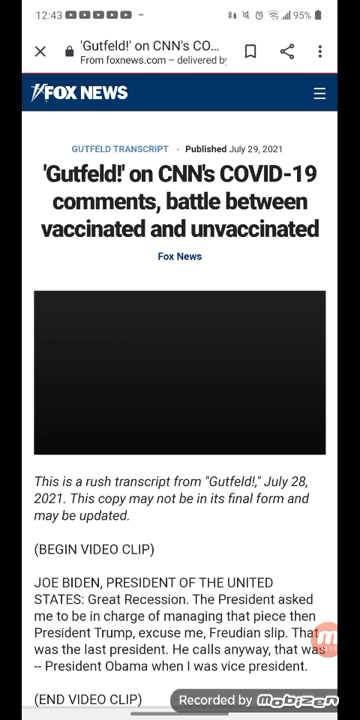 12:43
95%
'Gutfeld!' on CNN's CO...
From foxnews.com – delivered by
FOX NEWS
GUTFELD TRANSCRIPT · Published July 29, 2021
'Gutfeld!' on CNN's COVID-19
comments, battle between
vaccinated and unvaccinated
Fox News
This is a rush transcript from "Gutfeld!," July 28,
2021. This copy may not be in its final form and
may be updated.
(BEGIN VIDEO CLIP)
JOE BIDEN, PRESIDENT OF THE UNITED
STATES: Great Recession. The President asked
me to be in charge of managing that piece then
President Trump, excuse me, Freudian slip. That
was the last president. He calls anyway, that was
-- President Obama when I was vice president.
(END VIDEO CLIP)
Recorded by Mobizen